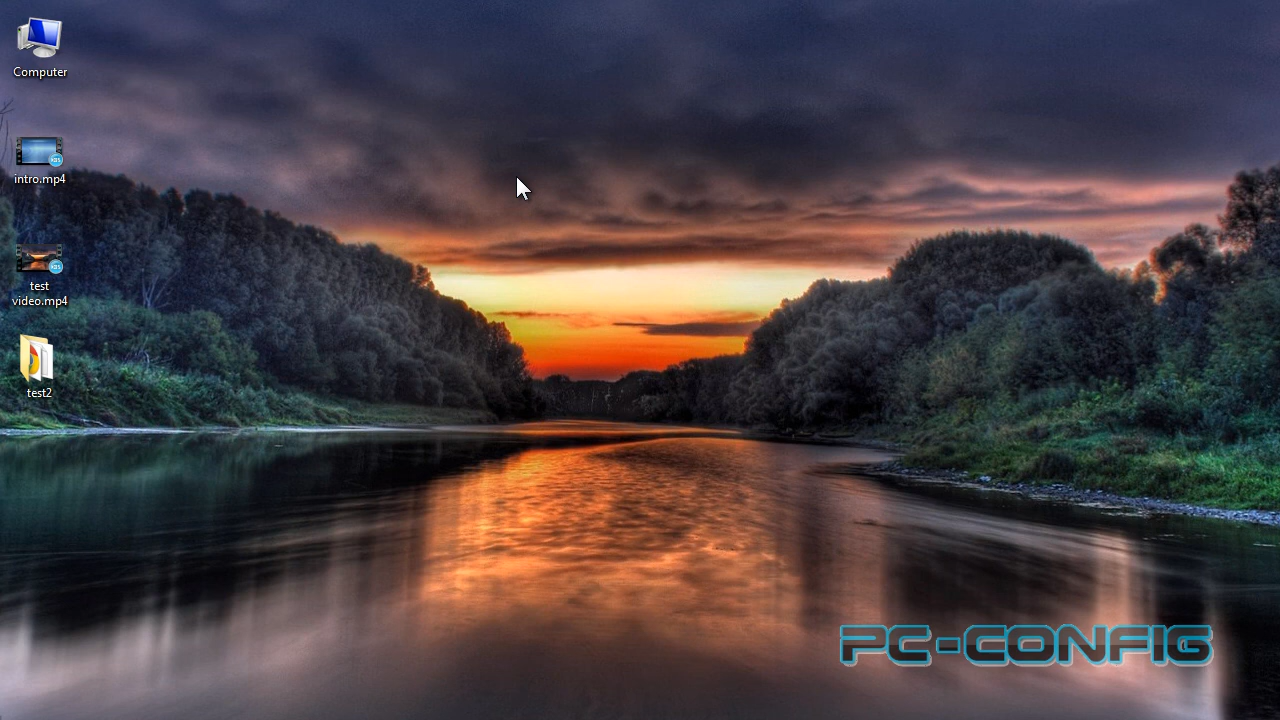 Computer
intro.mp4
test
video.mp4
test2
PC-CONFIG